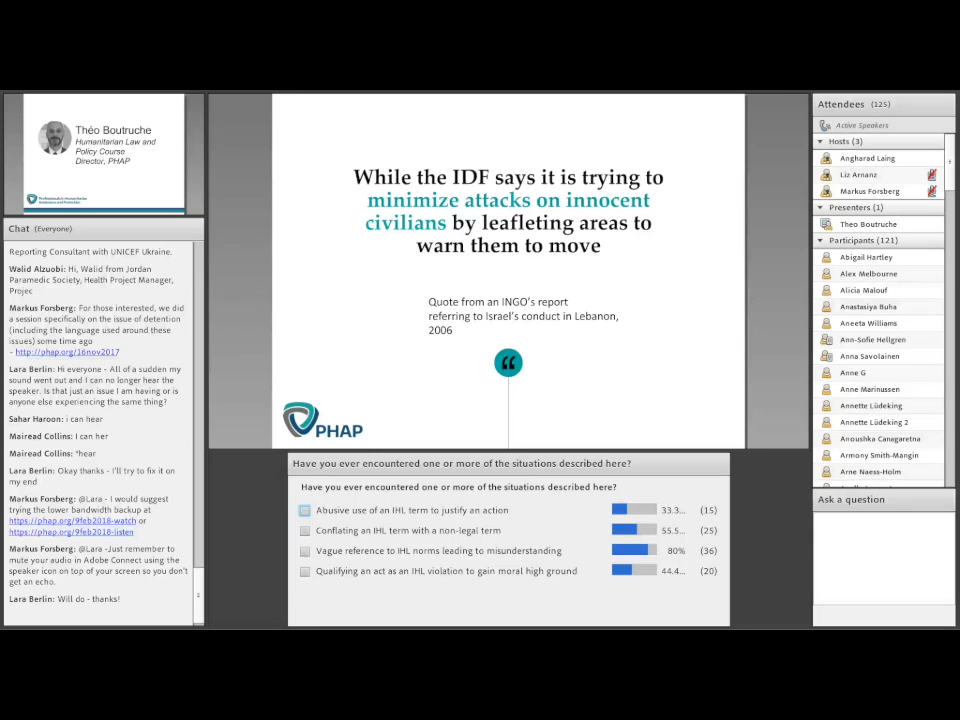 Théo Boutruche
Humanitarian Law and
Policy Course
Director, PHAP
Chat (Everyone)
Reporting Consultant with UNICEF Ukraine.
Walid Alzuobi: Hi, Walid from Jordan
Paramedic Society, Health Project Manager,
Projec
Markus Forsberg: For those interested, we did
a session specifically on the issue of detention
(including the language used around these
issues) some time ago
- http://phap.org/16nov2017
Lara Berlin: Hi everyone - All of a sudden my
sound went out and I can no longer hear the
speaker. Is that just an issue I am having or is
anyone else experiencing the same thing?
Sahar Haroon: i can hear
Mairead Collins: I can her
Mairead Collins: *hear
Lara Berlin: Okay thanks - I'll try to fix it on
my end
Markus Forsberg: @Lara - I would suggest
trying the lower bandwidth backup at
https://phap.org/9feb2018-watch or
https://phap.org/9feb2018-listen
Markus Forsberg: @Lara -Just remember to
mute your audio in Adobe Connect using the
speaker icon on top of your screen so you don't
get an echo.
Lara Berlin: Will do - thanks!
While the IDF says it is trying to
minimize attacks on innocent
civilians by leafleting areas to
warn them to move
Quote from an INGO's report
referring to Israel's conduct in Lebanon,
2006
PHAP
Have you ever encountered one or more of the situations described here?
Have you ever encountered one or more of the situations described here?
Abusive use of an IHL term to justify an action 33.3... (15)
Conflating an IHL term with a non-legal term 55.5... (25)
Vague reference to IHL norms leading to misunderstanding 80% (36)
Qualifying an act as an IHL violation to gain moral high ground 44.4... (20)
Attendees (125)
Active Speakers
Hosts (3)
Angharad Laing
Liz Arnanz
Markus Forsberg
Presenters (1)
Theo Boutruche
Participants (121)
Abigail Hartley
Alex Melbourne
Alicia Malouf
Anastasiya Buha
Aneeta Williams
Ann-Sofie Hellgren
Anna Savolainen
Anne G
Anne Marinussen
Annette Lüdeking
Annette Lüdeking 2
Anoushka Canagaretna
Armony Smith-Mangin
Arne Naess-Holm
Ask a question